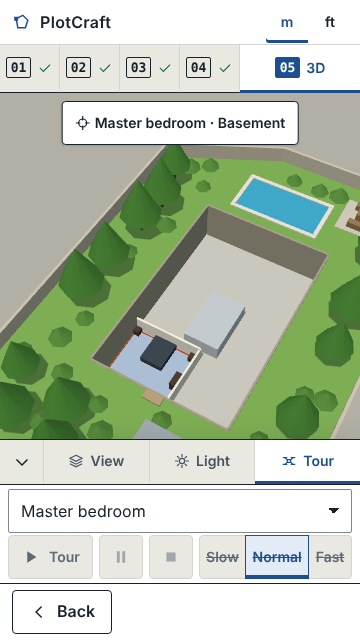 PlotCraft
m
ft
01
02
03
04
05 3D
Master bedroom · Basement
View
Light
Tour
Master bedroom
Tour
Slow
Normal
Fast
Back